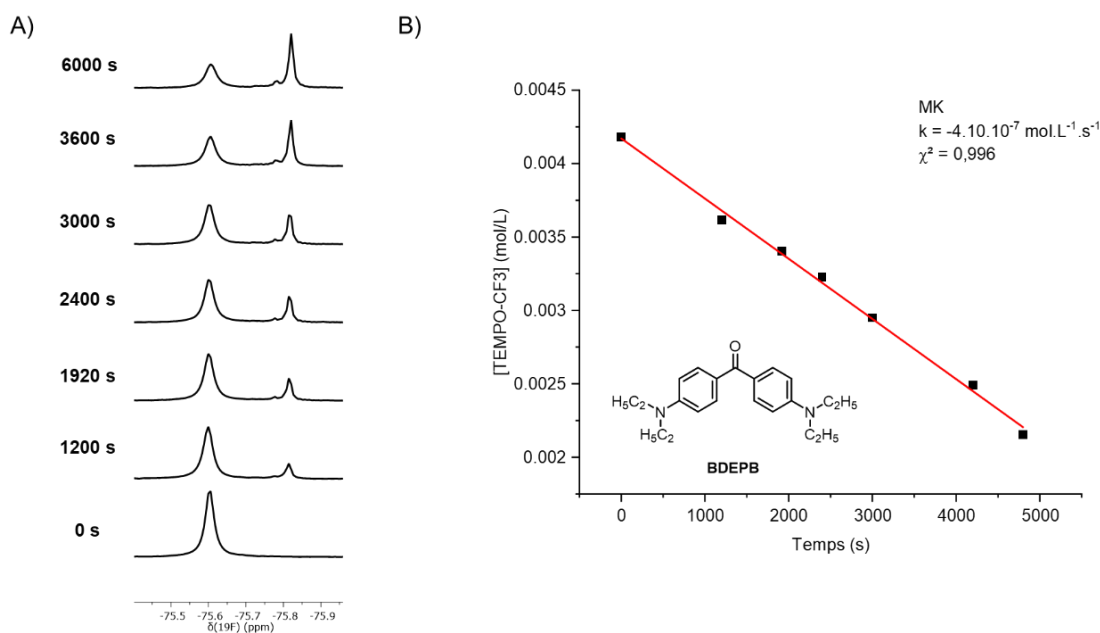 A)
6000 s
3600 s
3000 s
2400 s
1920 s
1200 s
0 s
-75.5 -75.6 -75.7 -75.8 -75.9
δ(19F) (ppm)
B)
0.0045
0.004
0.0035
0.003
0.0025
0.002
[TEMPO-CF3] (mol/L)
MK
k = -4.10.10⁻⁷ mol.L⁻¹.s⁻¹
χ² = 0,996
O
H₅C₂ N C₂H₅
H₅C₂ N C₂H₅
BDEPB
0 1000 2000 3000 4000 5000
Temps (s)